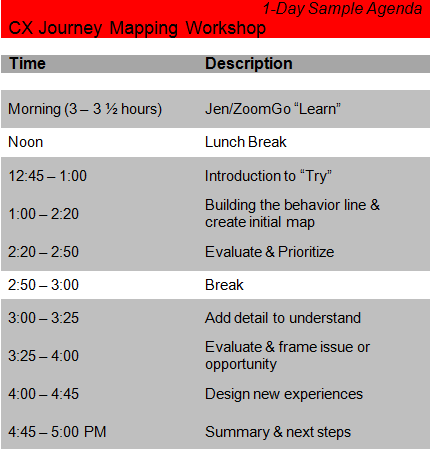 1-Day Sample Agenda
CX Journey Mapping Workshop
Time Description
Morning (3 – 3 ½ hours) Jen/ZoomGo “Learn”
Noon Lunch Break
12:45 – 1:00 Introduction to “Try”
1:00 – 2:20 Building the behavior line &
create initial map
2:20 – 2:50 Evaluate & Prioritize
2:50 – 3:00 Break
3:00 – 3:25 Add detail to understand
3:25 – 4:00 Evaluate & frame issue or
opportunity
4:00 – 4:45 Design new experiences
4:45 – 5:00 PM Summary & next steps